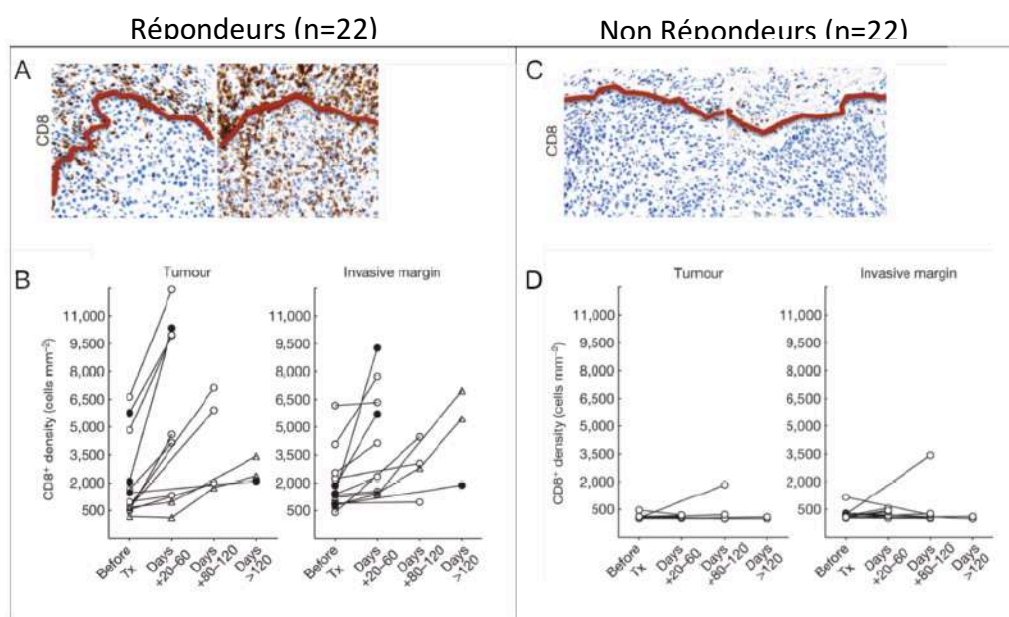 Répondeurs (n=22)
Non Répondeurs (n=22)
A
CD8
C
CD8
B
Tumour
Invasive margin
CD8⁺ density (cells mm⁻²)
11,000
9,500
8,000
6,500
5,000
3,500
2,000
500
Before Tx
Days +20–60
Days +80–120
Days >120
11,000
9,500
8,000
6,500
5,000
3,500
2,000
500
Before Tx
Days +20–60
Days +80–120
Days >120
D
Tumour
Invasive margin
CD8⁺ density (cells mm⁻²)
11,000
9,500
8,000
6,500
5,000
3,500
2,000
500
Before Tx
Days +20–60
Days +80–120
Days >120
11,000
9,500
8,000
6,500
5,000
3,500
2,000
500
Before Tx
Days +20–60
Days +80–120
Days >120